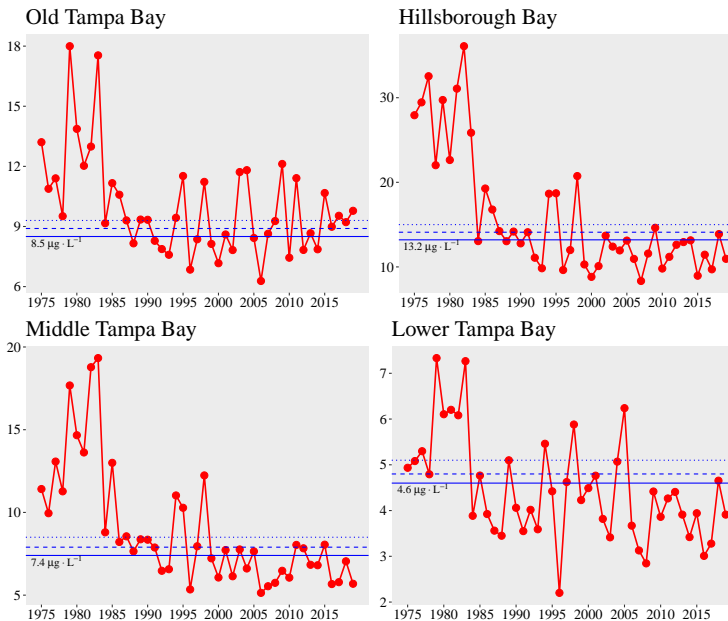 Old Tampa Bay
18
15
12
9
6
8.5 μg · L⁻¹
1975 1980 1985 1990 1995 2000 2005 2010 2015
Hillsborough Bay
30
20
10
13.2 μg · L⁻¹
1975 1980 1985 1990 1995 2000 2005 2010 2015
Middle Tampa Bay
20
15
10
5
7.4 μg · L⁻¹
1975 1980 1985 1990 1995 2000 2005 2010 2015
Lower Tampa Bay
7
6
5
4
3
2
4.6 μg · L⁻¹
1975 1980 1985 1990 1995 2000 2005 2010 2015